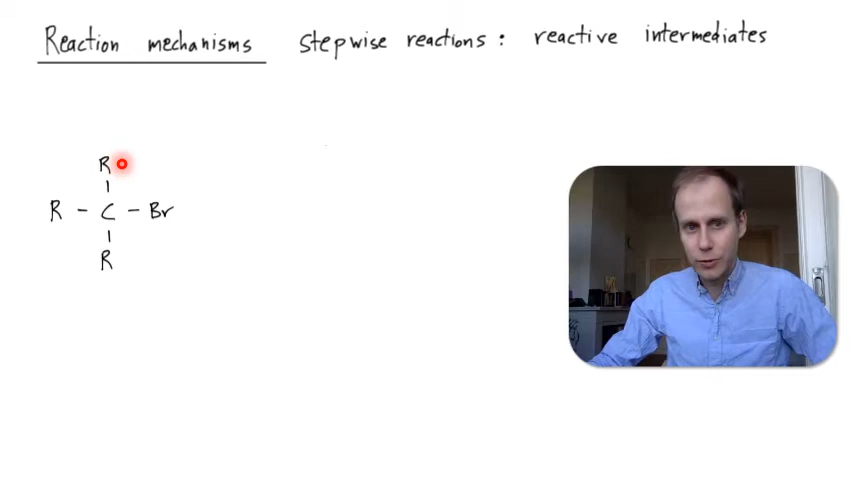 Reaction mechanisms stepwise reactions: reactive intermediates
R
R - C - Br
R